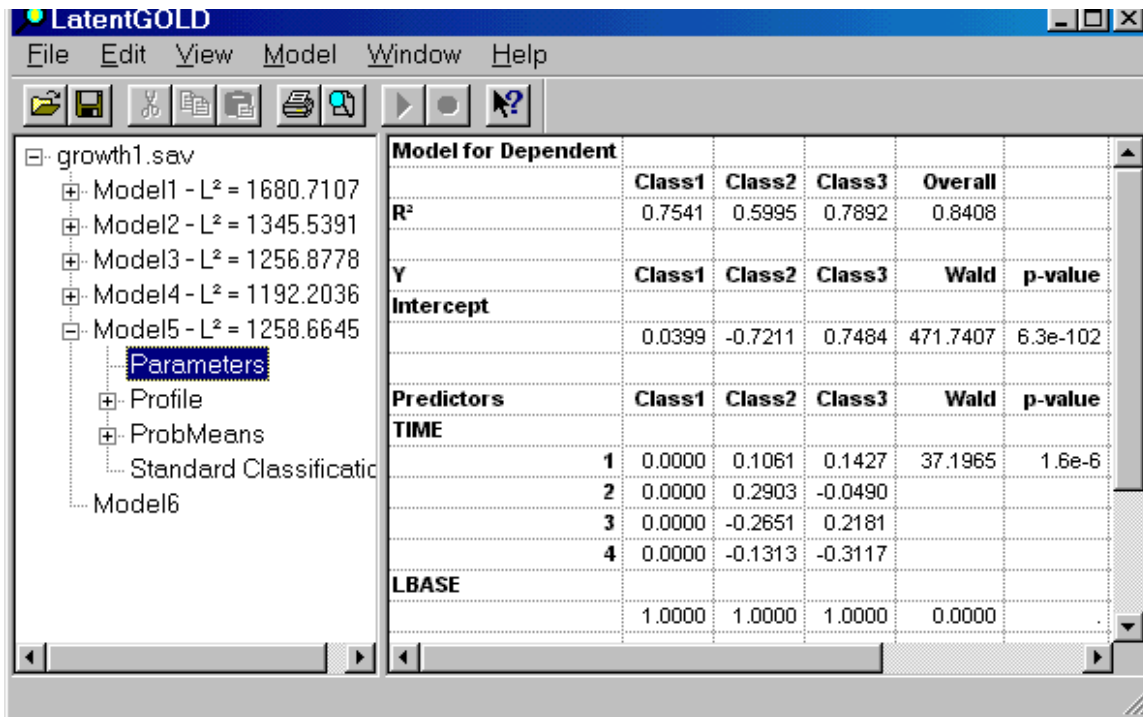 LatentGOLD
File Edit View Model Window Help
growth1.sav
Model1 - L² = 1680.7107
Model2 - L² = 1345.5391
Model3 - L² = 1256.8778
Model4 - L² = 1192.2036
Model5 - L² = 1258.6645
Parameters
Profile
ProbMeans
Standard Classificatio
Model6
Model for Dependent
Class1 Class2 Class3 Overall
R² 0.7541 0.5995 0.7892 0.8408
Y Class1 Class2 Class3 Wald p-value
Intercept
0.0399 -0.7211 0.7484 471.7407 6.3e-102
Predictors Class1 Class2 Class3 Wald p-value
TIME
1 0.0000 0.1061 0.1427 37.1965 1.6e-6
2 0.0000 0.2903 -0.0490
3 0.0000 -0.2651 0.2181
4 0.0000 -0.1313 -0.3117
LBASE
1.0000 1.0000 1.0000 0.0000 .